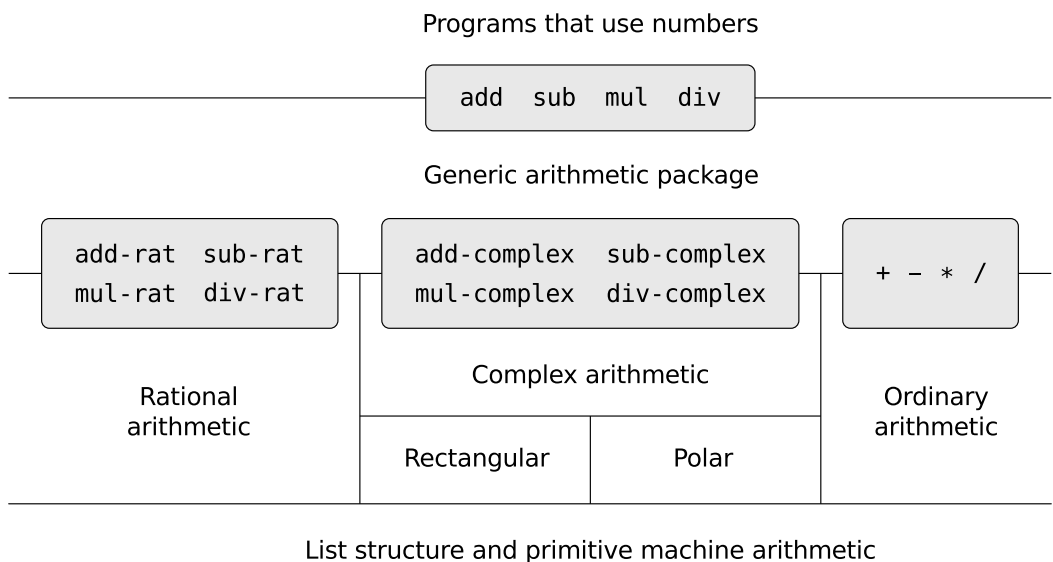 Programs that use numbers
add sub mul div
Generic arithmetic package
add-rat sub-rat
mul-rat div-rat
add-complex sub-complex
mul-complex div-complex
+ − * /
Rational
arithmetic
Complex arithmetic
Rectangular
Polar
Ordinary
arithmetic
List structure and primitive machine arithmetic